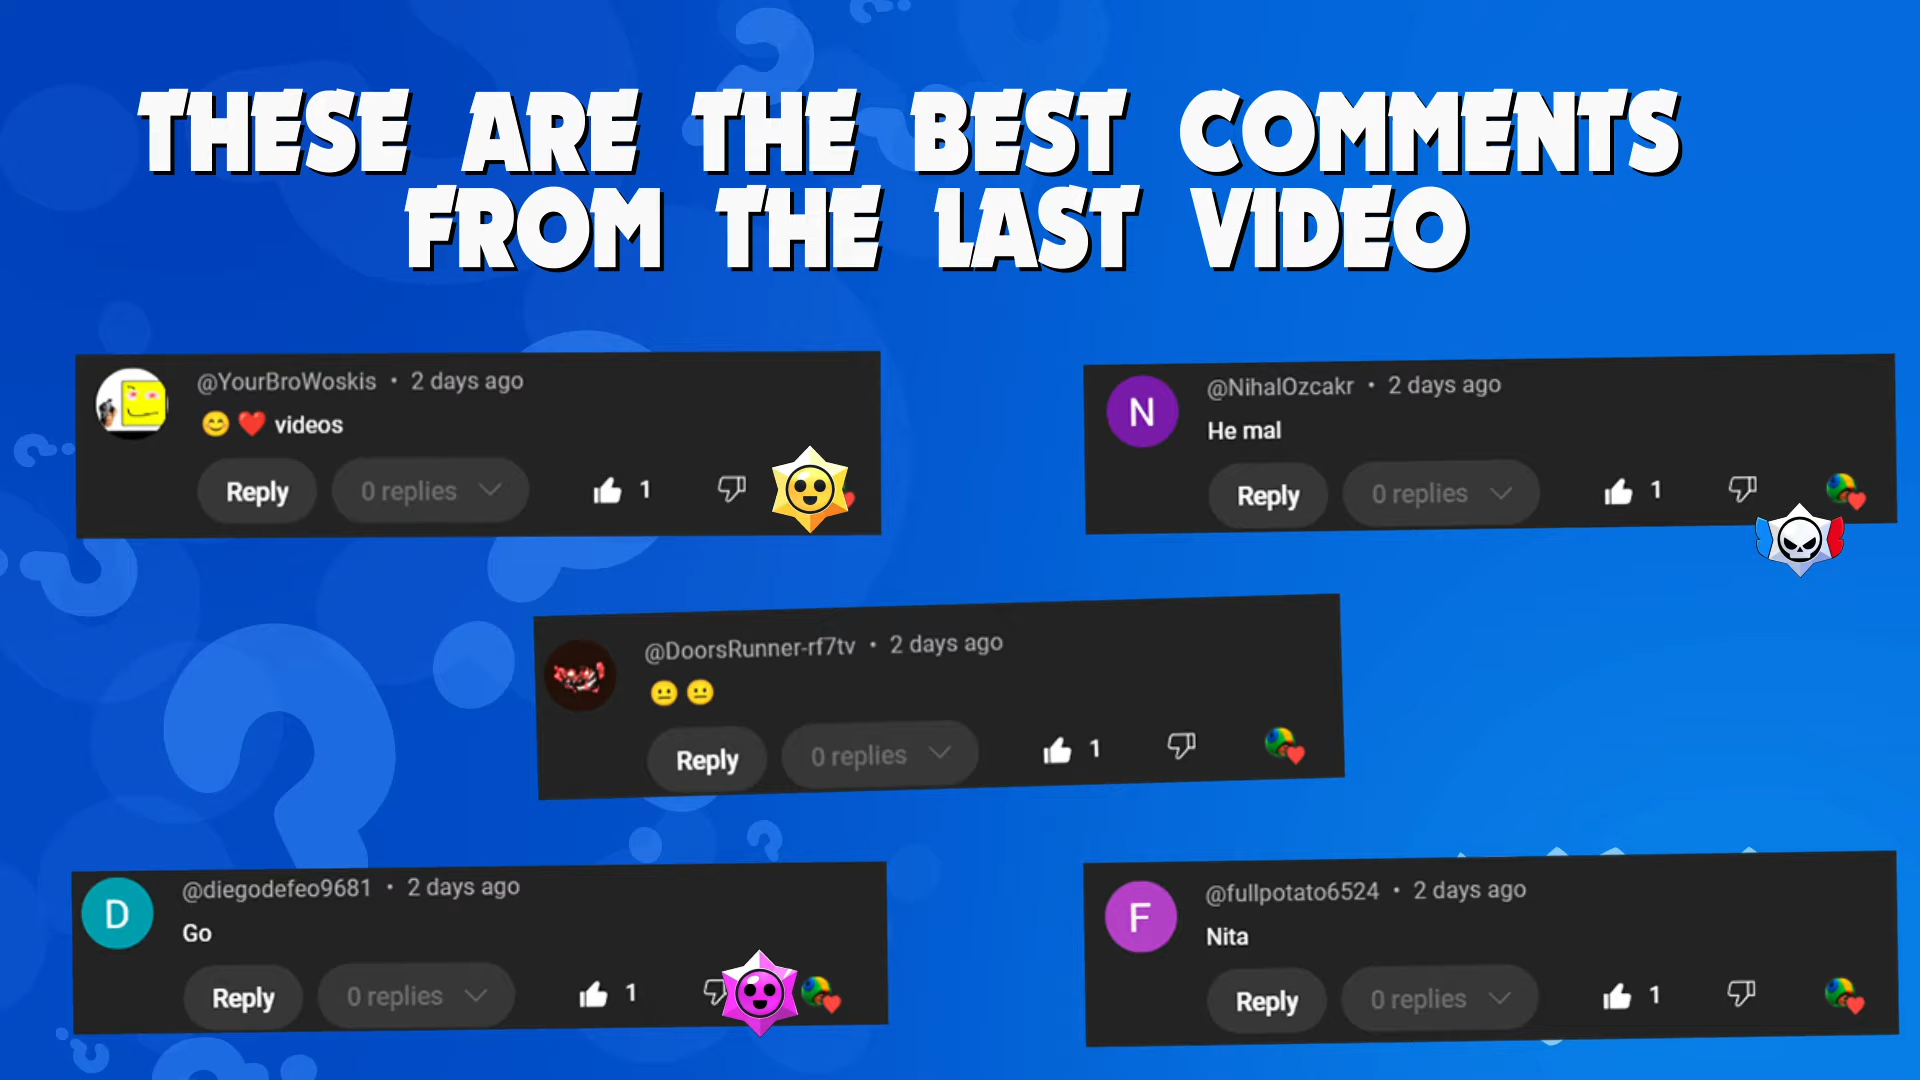 THESE ARE THE BEST COMMENTS
FROM THE LAST VIDEO
@YourBroWoskis • 2 days ago
😊 ❤️ videos
Reply 0 replies 1
N
@NihalOzcakr • 2 days ago
He mal
Reply 0 replies 1
@DoorsRunner-rf7tv • 2 days ago
😐 😐
Reply 0 replies 1
D
@diegodefeo9681 • 2 days ago
Go
Reply 0 replies 1
F
@fullpotato6524 • 2 days ago
Nita
Reply 0 replies 1